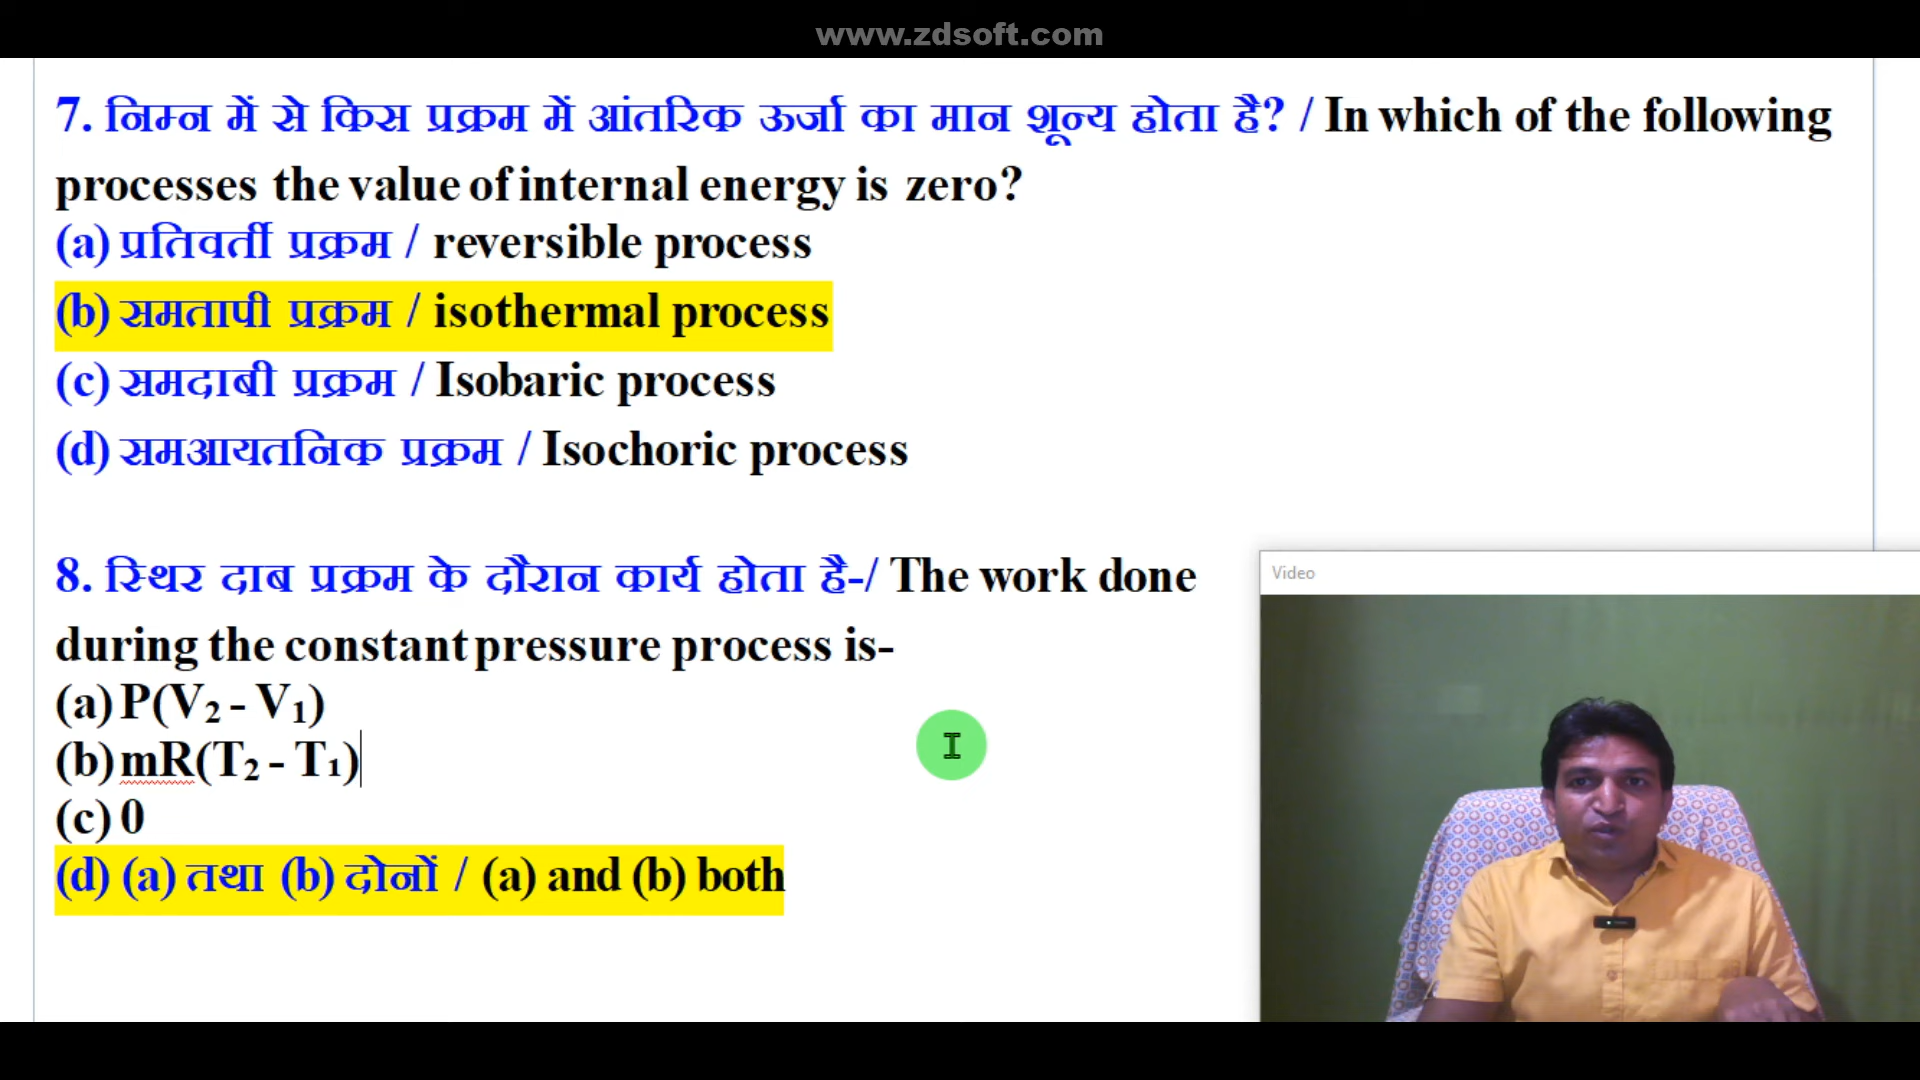 www.zdsoft.com
7. निम्न में से किस प्रक्रम में आंतरिक ऊर्जा का मान शून्य होता है? / In which of the following
processes the value of internal energy is zero?
(a) प्रतिवर्ती प्रक्रम / reversible process
(b) समतापी प्रक्रम / isothermal process
(c) समदाबी प्रक्रम / Isobaric process
(d) समआयतनिक प्रक्रम / Isochoric process
8. स्थिर दाब प्रक्रम के दौरान कार्य होता है-/ The work done
during the constant pressure process is-
(a) P(V₂ - V₁)
(b) mR(T₂ - T₁)
(c) 0
(d) (a) तथा (b) दोनों / (a) and (b) both
Video